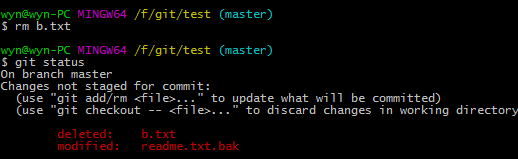 wyn@wyn-PC MINGW64 /f/git/test (master)
$ rm b.txt
wyn@wyn-PC MINGW64 /f/git/test (master)
$ git status
On branch master
Changes not staged for commit:
  (use "git add/rm <file>..." to update what will be committed)
  (use "git checkout -- <file>..." to discard changes in working directory
        deleted:    b.txt
        modified:   readme.txt.bak